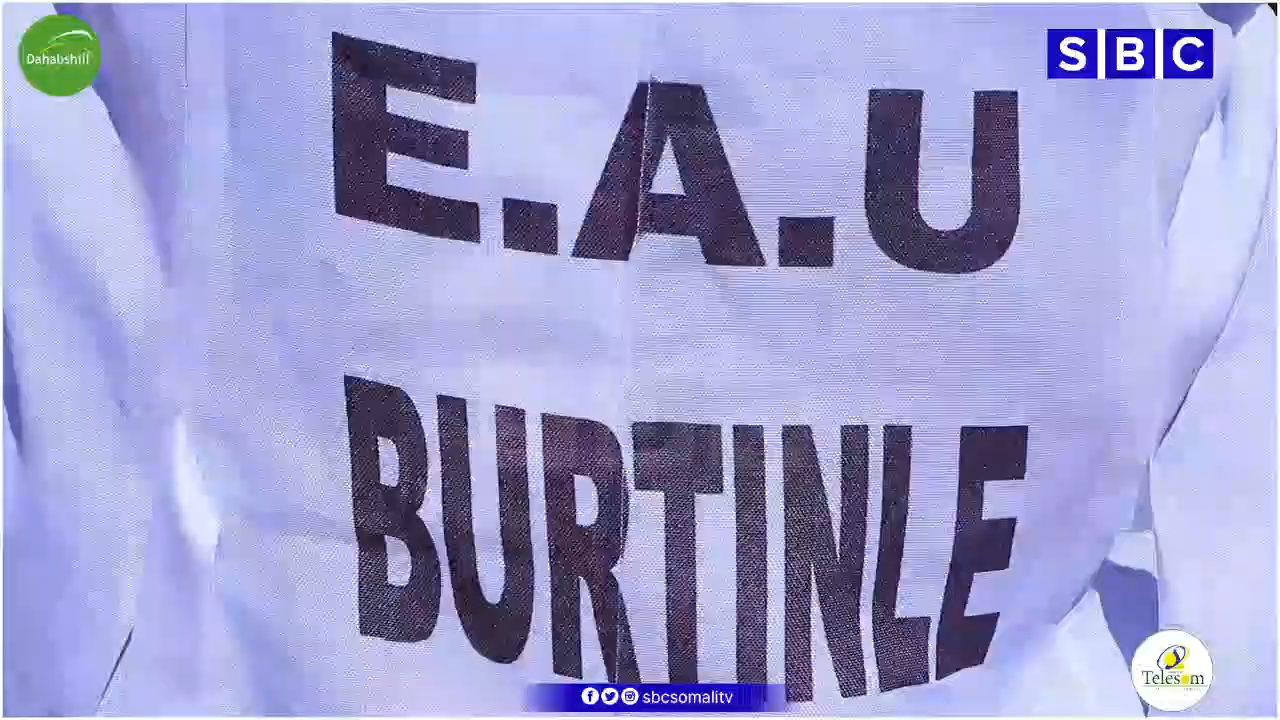 Dahabshiil
SBC
E.A.U
BURTINLE
sbcsomalitv
Telesom